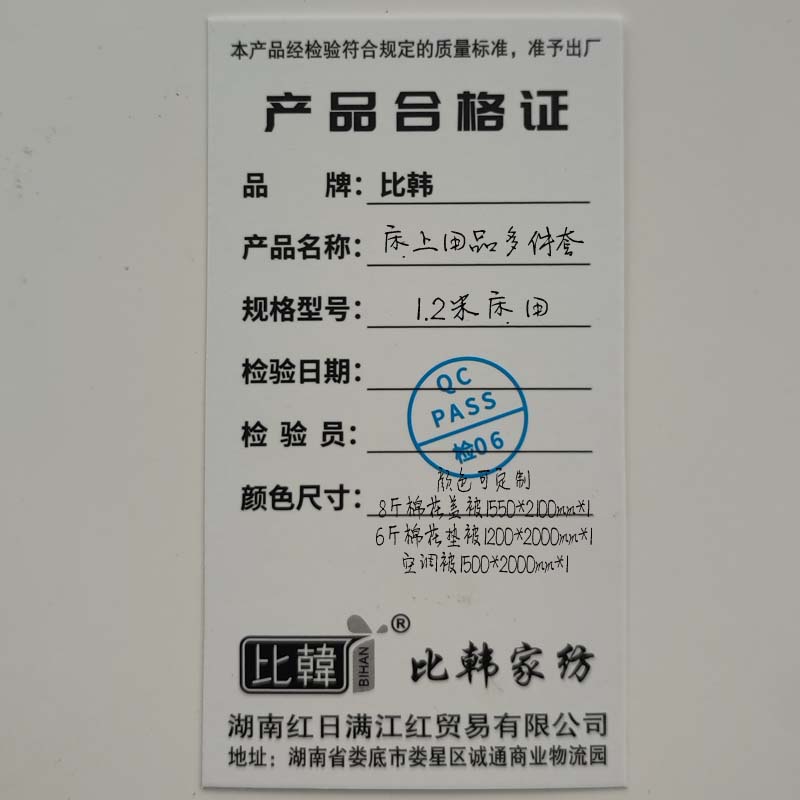 本产品经检验符合规定的质量标准，准予出厂
产品合格证
品 牌：比韩
产品名称：床上用品多件套
规格型号：1.2米床用
检验日期：
检验员：
QC
PASS
检06
颜色尺寸：
颜色可定制
8斤棉花盖被1550*2100mm*1
6斤棉花垫被1200*2000mm*1
空调被1500*2000mm*1
比韓 BIHAN ® 比韩家纺
湖南红日满江红贸易有限公司
地址：湖南省娄底市娄星区诚通商业物流园